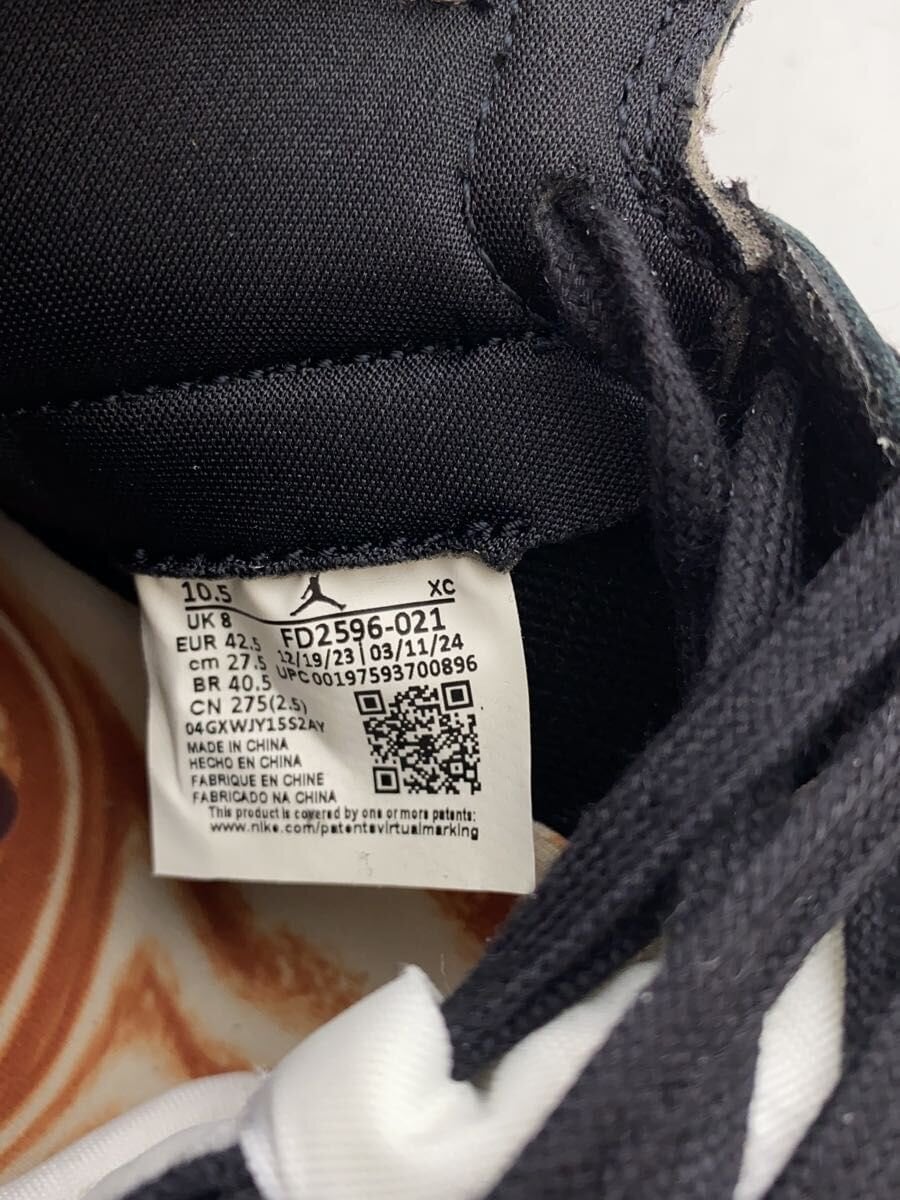 10.5 XC
UK 8
EUR 42.5
cm 27.5
BR 40.5
CN 275(2.5)
FD2596-021
12/19/23 | 03/11/24
UPC 00197593700896
04GXWJY15S2AY
MADE IN CHINA
HECHO EN CHINA
FABRIQUE EN CHINE
FABRICADO NA CHINA
This product is covered by one or more patents:
www.nike.com/patentsvirtualmarking